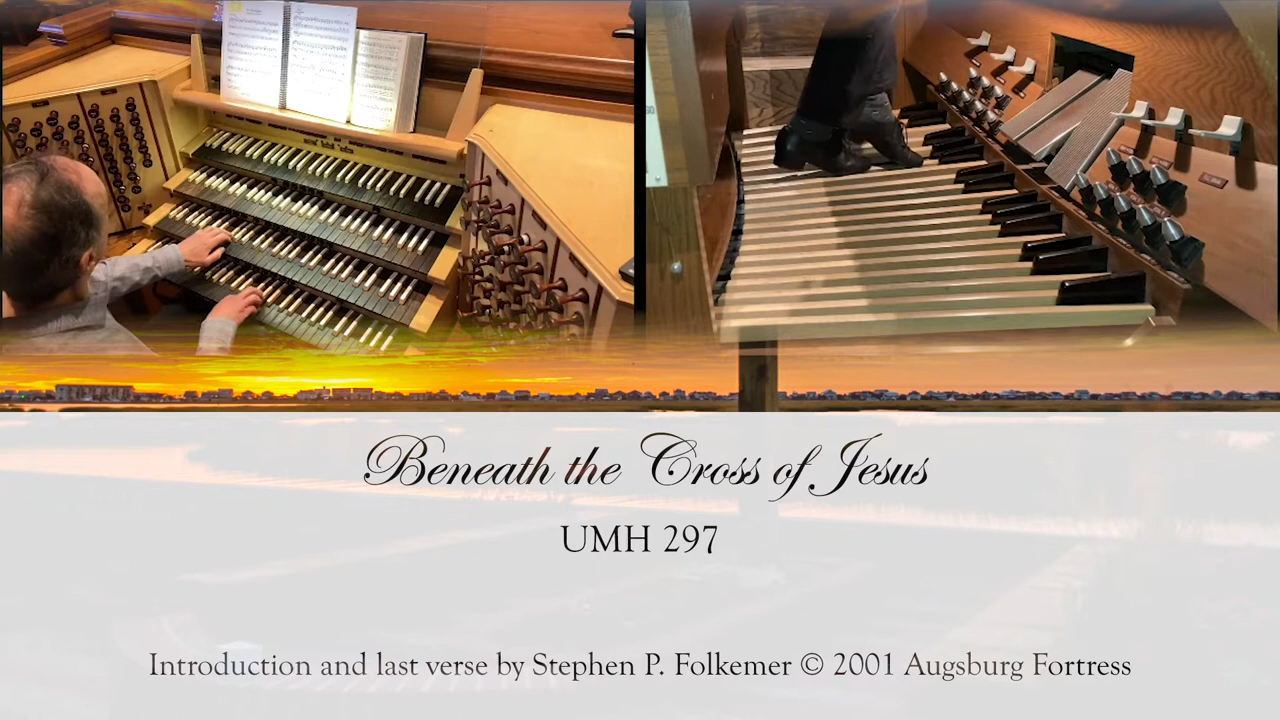 Beneath the Cross of Jesus
UMH 297
Introduction and last verse by Stephen P. Folkemer © 2001 Augsburg Fortress